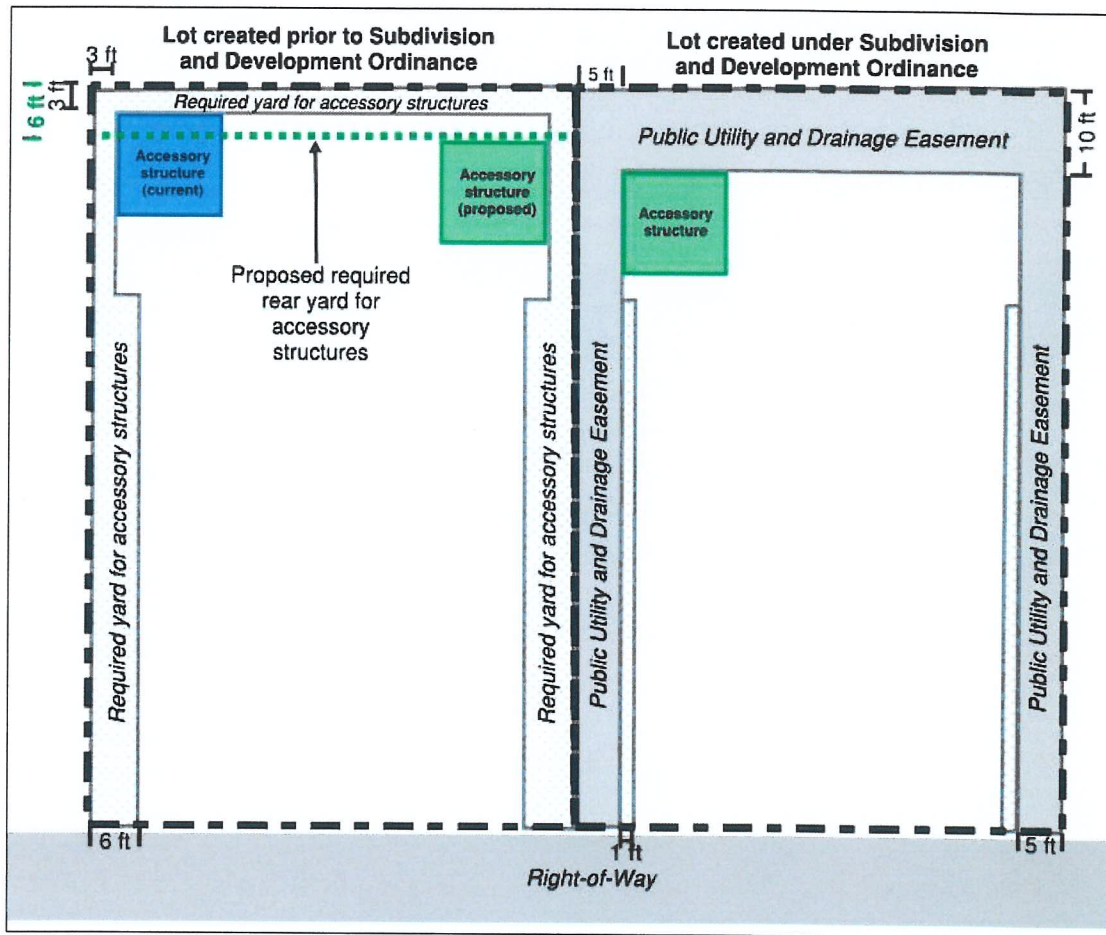 Lot created prior to Subdivision
and Development Ordinance
Lot created under Subdivision
and Development Ordinance
3 ft
5 ft
6 ft
3 ft
Required yard for accessory structures
Public Utility and Drainage Easement
10 ft
Accessory
structure
(current)
Accessory
structure
(proposed)
Accessory
structure
Proposed required
rear yard for
accessory
structures
Required yard for accessory structures
Required yard for accessory structures
Public Utility and Drainage Easement
Public Utility and Drainage Easement
6 ft
1 ft
5 ft
Right-of-Way